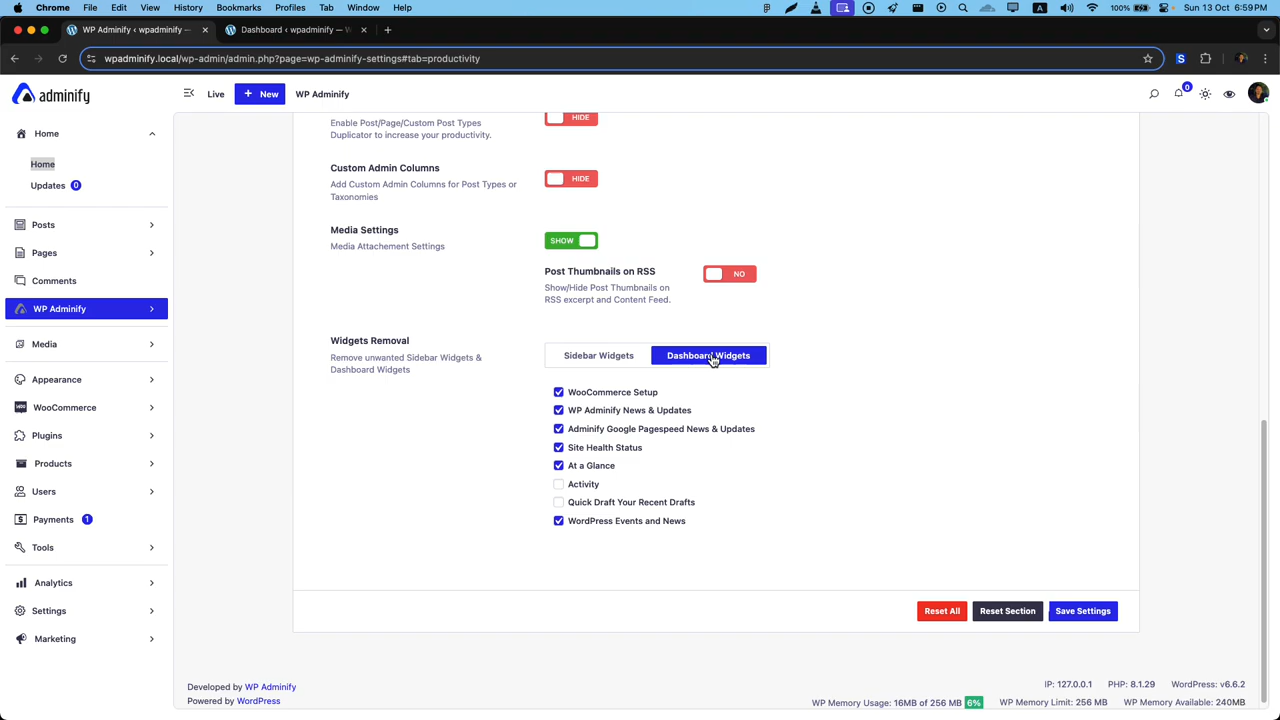 Chrome File Edit View History Bookmarks Profiles Tab Window Help
100% Sun 13 Oct 6:59 PM
WP Adminify ‹ wpadminify —
Dashboard ‹ wpadminify — W
wpadminify.local/wp-admin/admin.php?page=wp-adminify-settings#tab=productivity
adminify
Live
+ New
WP Adminify
0
Home
Home
Updates 0
Posts
Pages
Comments
WP Adminify
Media
Appearance
WooCommerce
Plugins
Products
Users
Payments 1
Tools
Analytics
Settings
Marketing
Enable Post/Page/Custom Post Types
Duplicator to increase your productivity.
HIDE
Custom Admin Columns
Add Custom Admin Columns for Post Types or
Taxonomies
HIDE
Media Settings
Media Attachement Settings
SHOW
Post Thumbnails on RSS
Show/Hide Post Thumbnails on
RSS excerpt and Content Feed.
NO
Widgets Removal
Remove unwanted Sidebar Widgets &
Dashboard Widgets
Sidebar Widgets
Dashboard Widgets
WooCommerce Setup
WP Adminify News & Updates
Adminify Google Pagespeed News & Updates
Site Health Status
At a Glance
Activity
Quick Draft Your Recent Drafts
WordPress Events and News
Reset All
Reset Section
Save Settings
Developed by WP Adminify
Powered by WordPress
IP: 127.0.0.1 PHP: 8.1.29 WordPress: v6.6.2
WP Memory Usage: 16MB of 256 MB 6% WP Memory Limit: 256 MB WP Memory Available: 240MB